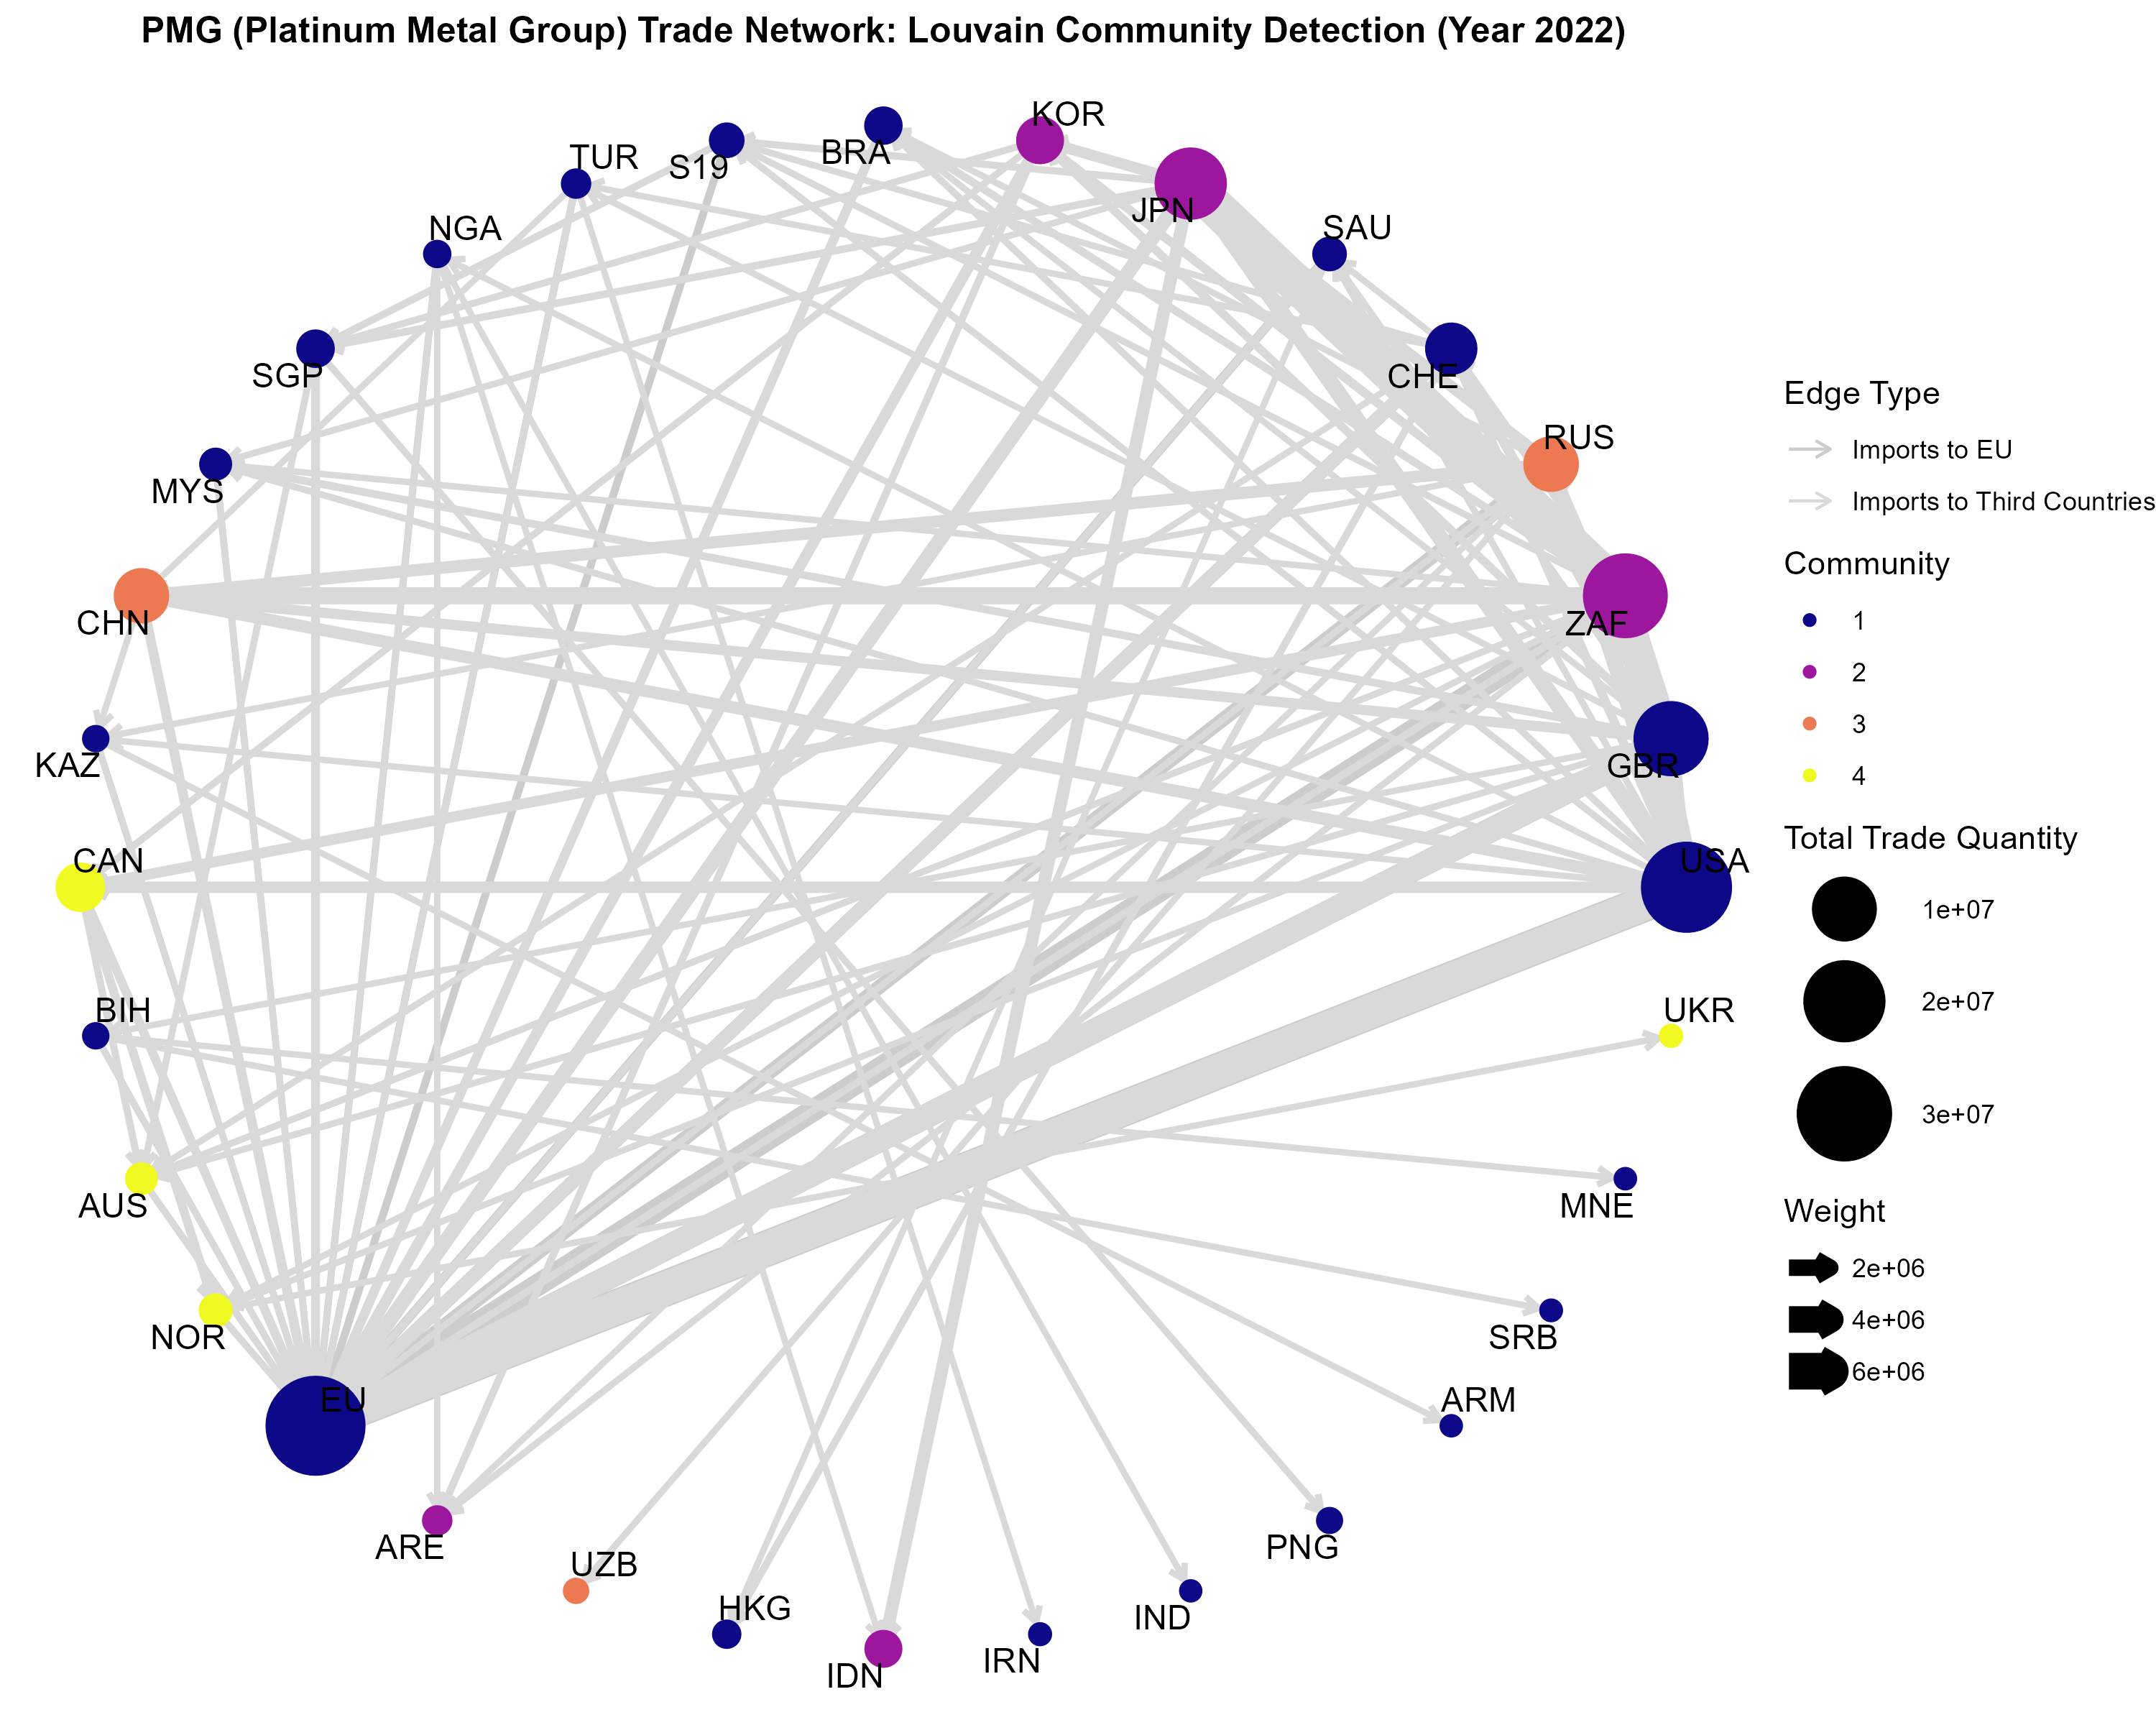 PMG (Platinum Metal Group) Trade Network: Louvain Community Detection (Year 2022)
KOR
BRA
S19
TUR
JPN
NGA
SAU
SGP
CHE
MYS
RUS
CHN
ZAF
KAZ
GBR
CAN
USA
BIH
UKR
AUS
MNE
NOR
SRB
EU
ARM
ARE
PNG
UZB
HKG
IND
IDN
IRN
Edge Type
Imports to EU
Imports to Third Countries
Community
1
2
3
4
Total Trade Quantity
1e+07
2e+07
3e+07
Weight
2e+06
4e+06
6e+06